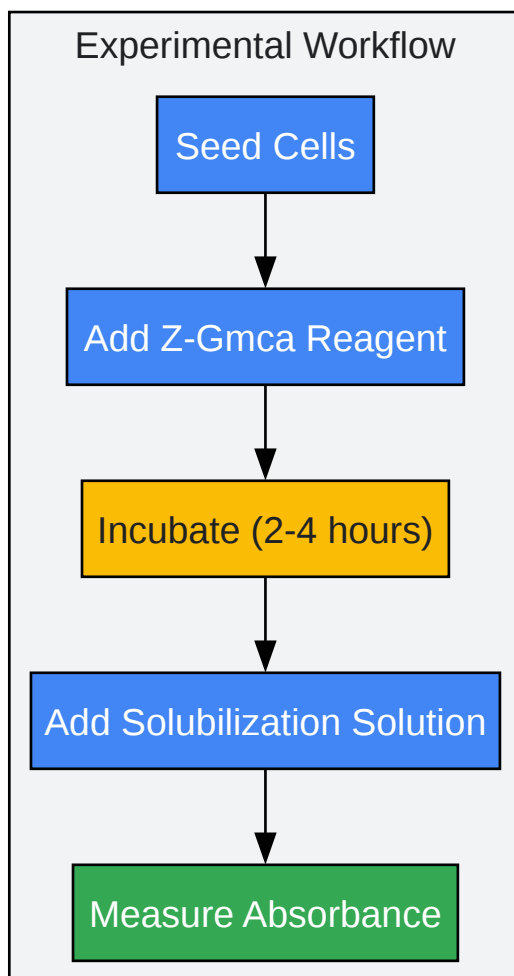 Experimental Workflow
Seed Cells
Add Z-Gmca Reagent
Incubate (2-4 hours)
Add Solubilization Solution
Measure Absorbance